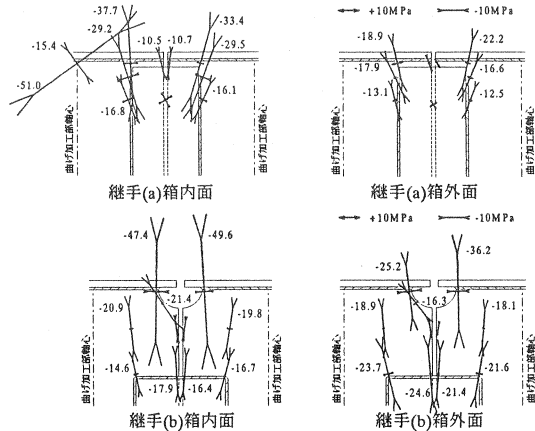 -37.7
-29.2
-15.4
-51.0
-10.5
-10.7
-33.4
-29.5
-16.8
-16.1
曲げ加工部軸心
曲げ加工部軸心
継手(a)箱内面
+10MPa
-10MPa
-18.9
-17.9
-13.1
-22.2
-16.6
-12.5
曲げ加工部軸心
曲げ加工部軸心
継手(a)箱外面
-47.4
-49.6
-21.4
-20.9
-19.8
-14.6
-17.9
-16.4
-16.7
曲げ加工部軸心
曲げ加工部軸心
継手(b)箱内面
+10MPa
-10MPa
-25.2
-36.2
-16.3
-18.9
-18.1
-23.7
-24.6
-21.4
-21.6
曲げ加工部軸心
曲げ加工部軸心
継手(b)箱外面